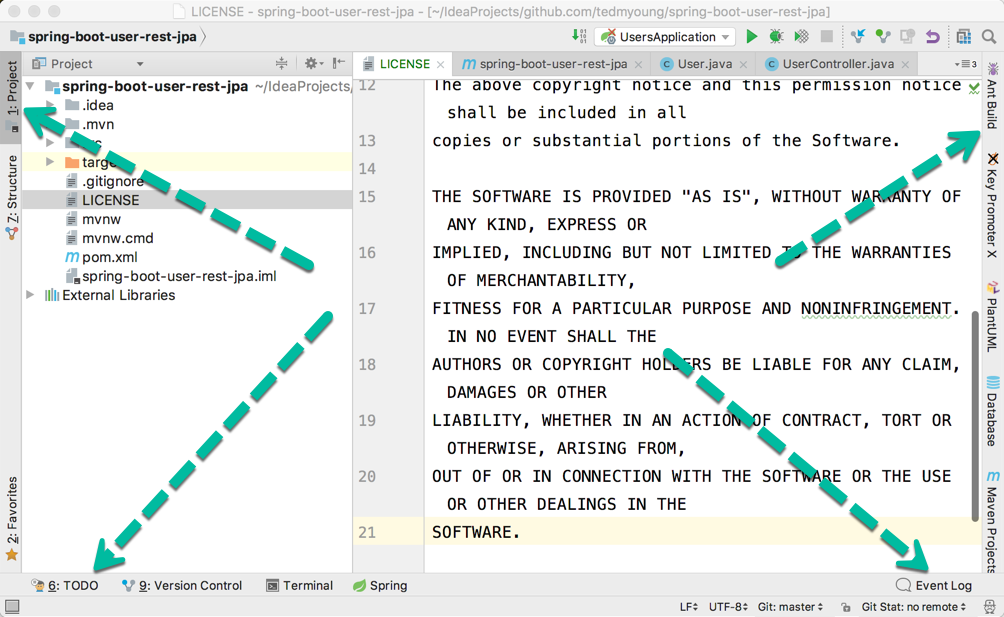 LICENSE - spring-boot-user-rest-jpa - [~/IdeaProjects/github.com/tedmyoung/spring-boot-user-rest-jpa]
spring-boot-user-rest-jpa
UsersApplication
1: Project
Z: Structure
2: Favorites
Project
spring-boot-user-rest-jpa ~/IdeaProjects/
.idea
.mvn
.gitignore
LICENSE
mvnw
mvnw.cmd
pom.xml
spring-boot-user-rest-jpa.iml
External Libraries
LICENSE
spring-boot-user-rest-jpa
User.java
UserController.java
3
12 The above copyright notice and this permission notice
shall be included in all
13 copies or substantial portions of the Software.
14
15 THE SOFTWARE IS PROVIDED "AS IS", WITHOUT WARRANTY OF
ANY KIND, EXPRESS OR
16 IMPLIED, INCLUDING BUT NOT LIMITED TO THE WARRANTIES
OF MERCHANTABILITY,
17 FITNESS FOR A PARTICULAR PURPOSE AND NONINFRINGEMENT.
IN NO EVENT SHALL THE
18 AUTHORS OR COPYRIGHT HOLDERS BE LIABLE FOR ANY CLAIM,
DAMAGES OR OTHER
19 LIABILITY, WHETHER IN AN ACTION OF CONTRACT, TORT OR
OTHERWISE, ARISING FROM,
20 OUT OF OR IN CONNECTION WITH THE SOFTWARE OR THE USE
OR OTHER DEALINGS IN THE
21 SOFTWARE.
Ant Build
Key Promoter X
PlantUML
Database
Maven Projects
6: TODO
9: Version Control
Terminal
Spring
Event Log
LF
UTF-8
Git: master
Git Stat: no remote